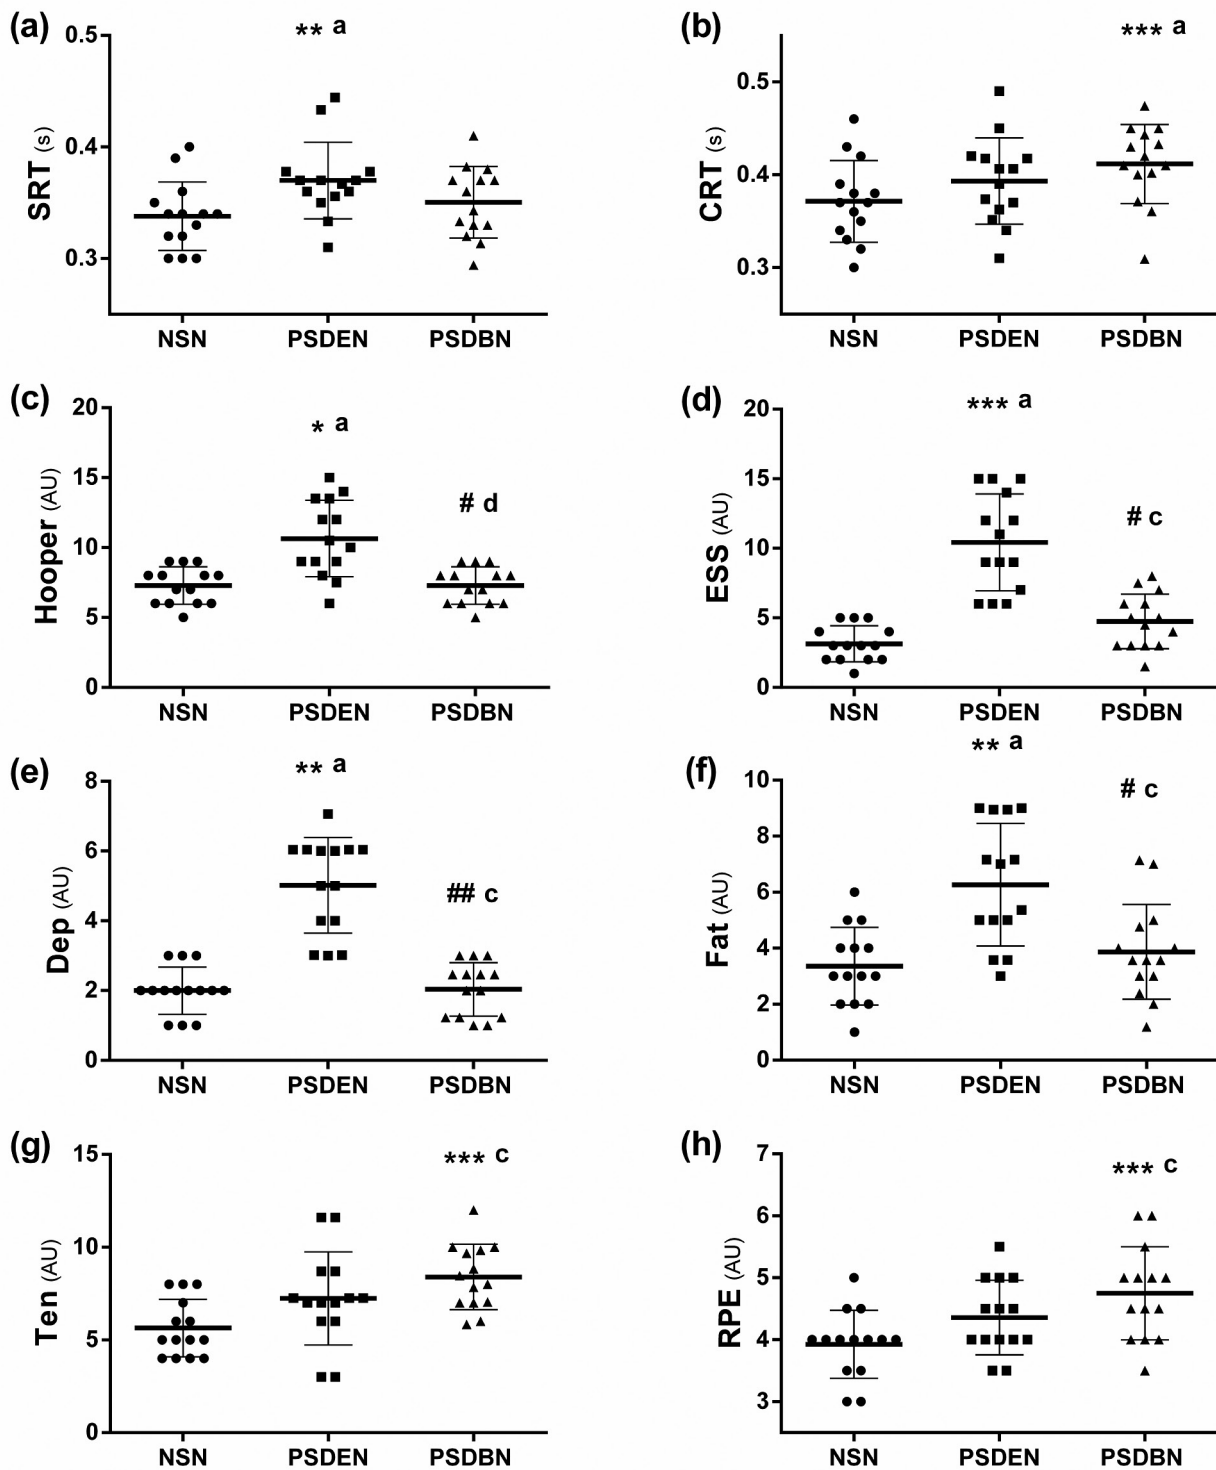 (a)
** a
0.5
0.4
0.3
SRT (s)
NSN PSDEN PSDBN
(b)
*** a
0.5
0.4
0.3
CRT (s)
NSN PSDEN PSDBN
(c)
* a
# d
20
15
10
5
0
Hooper (AU)
NSN PSDEN PSDBN
(d)
*** a
# c
20
15
10
5
0
ESS (AU)
NSN PSDEN PSDBN
(e)
** a
## c
8
6
4
2
0
Dep (AU)
NSN PSDEN PSDBN
(f)
** a
# c
10
8
6
4
2
0
Fat (AU)
NSN PSDEN PSDBN
(g)
*** c
15
10
5
0
Ten (AU)
NSN PSDEN PSDBN
(h)
*** c
7
6
5
4
3
RPE (AU)
NSN PSDEN PSDBN